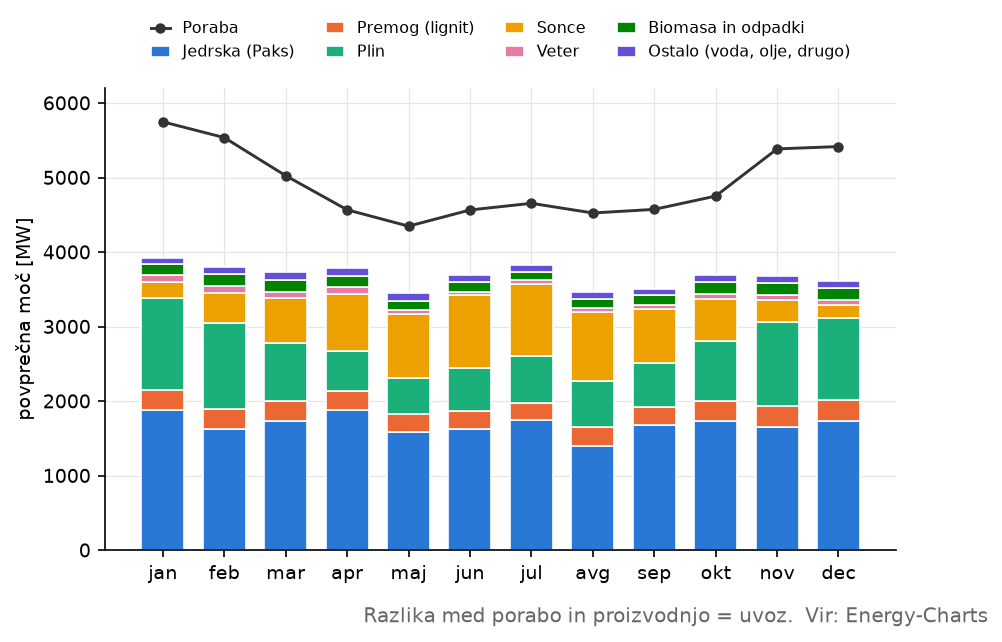 Poraba
Premog (lignit)
Sonce
Biomasa in odpadki
Jedrska (Paks)
Plin
Veter
Ostalo (voda, olje, drugo)
povprečna moč [MW]
6000
5000
4000
3000
2000
1000
0
jan feb mar apr maj jun jul avg sep okt nov dec
Razlika med porabo in proizvodnjo = uvoz.  Vir: Energy-Charts